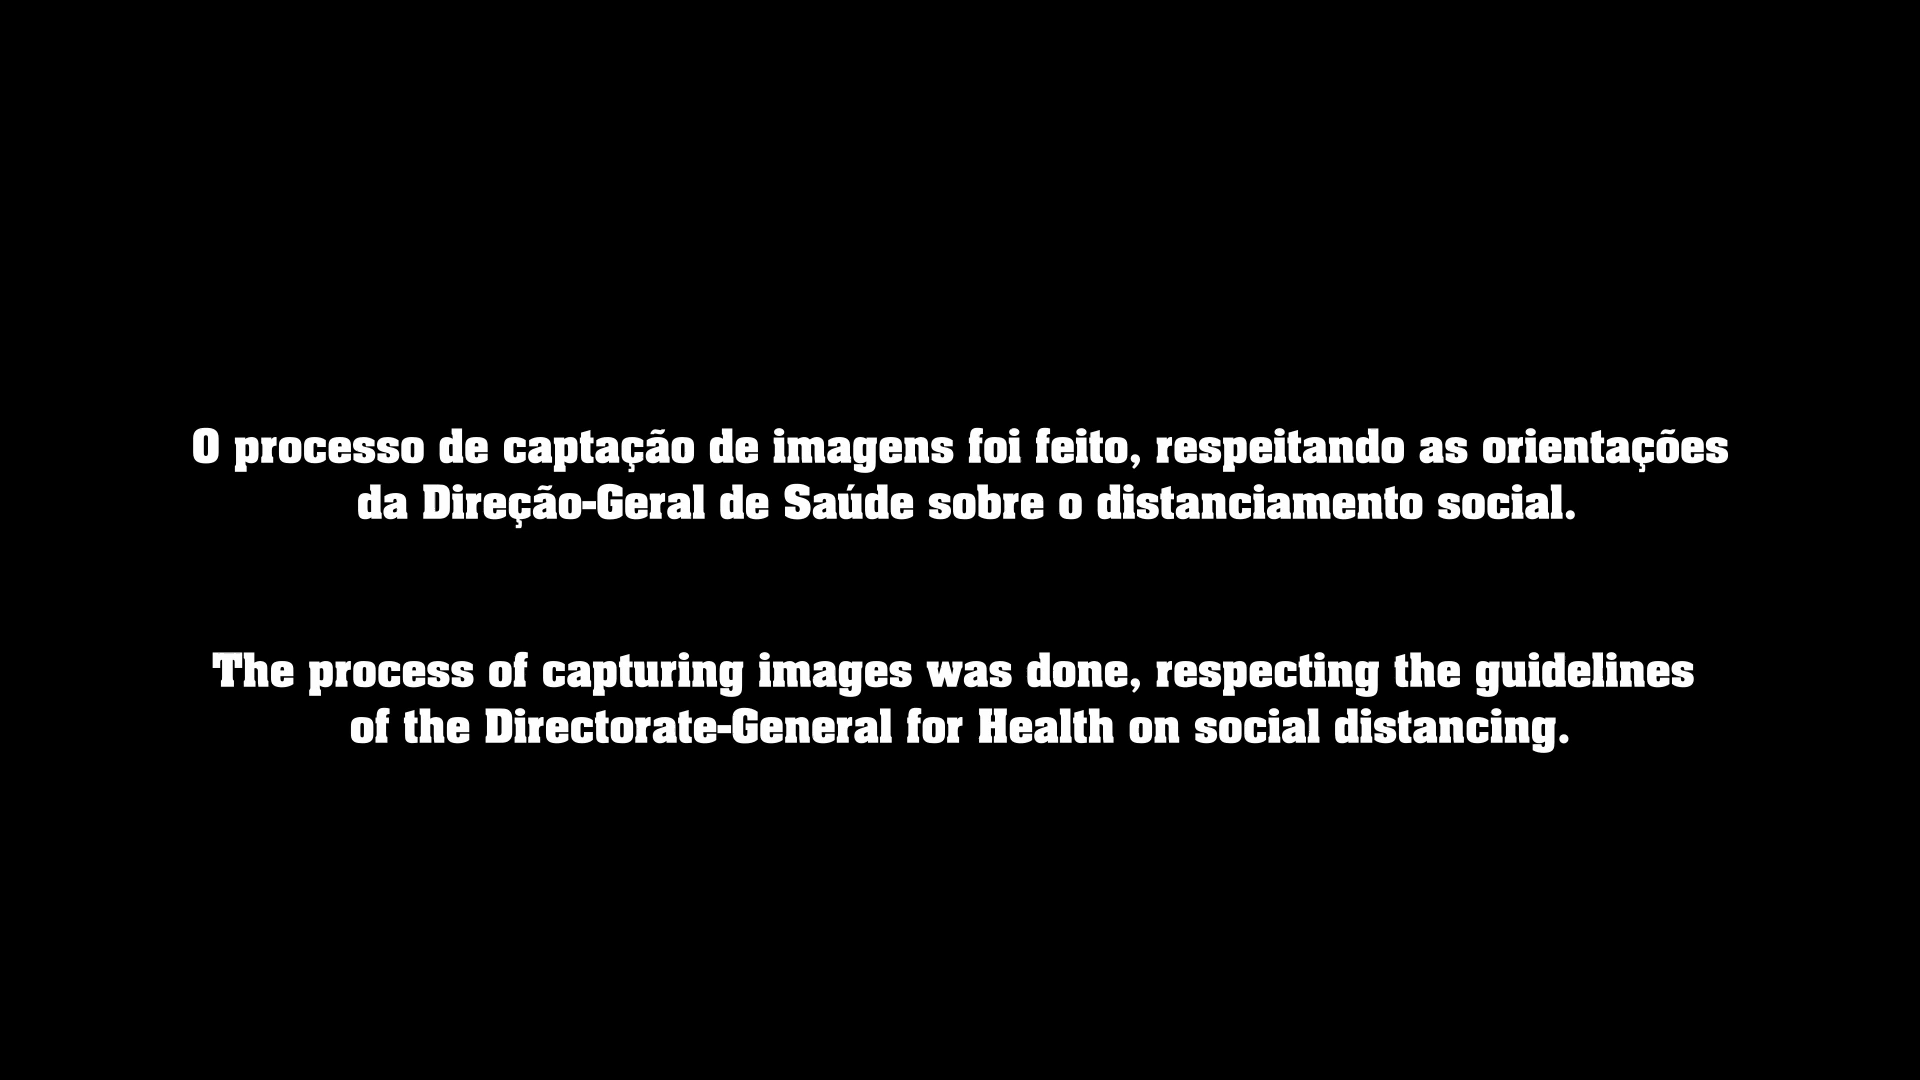 O processo de captação de imagens foi feito, respeitando as orientações
da Direção-Geral de Saúde sobre o distanciamento social.
The process of capturing images was done, respecting the guidelines
of the Directorate-General for Health on social distancing.